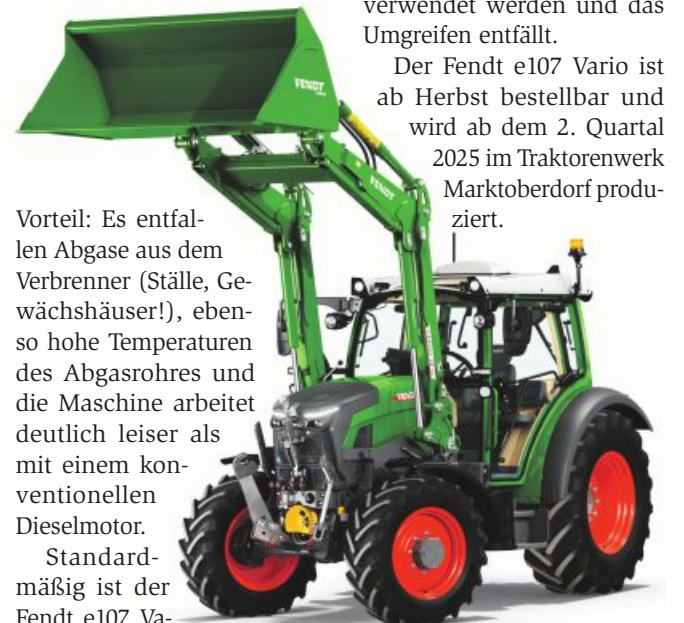 Vorteil: Es entfal-
len Abgase aus dem
Verbrenner (Ställe, Ge-
wächshäuser!), eben-
so hohe Temperaturen
des Abgasrohres und
die Maschine arbeitet
deutlich leiser als
mit einem kon-
ventionellen
Dieselmotor.
Standard-
mäßig ist der
Fendt e107 Va-
verwendet werden und das
Umgreifen entfällt.
Der Fendt e107 Vario ist
ab Herbst bestellbar und
wird ab dem 2. Quartal
2025 im Traktorenwerk
Marktoberdorf produ-
ziert.
FENDT
FENDT
FENDT